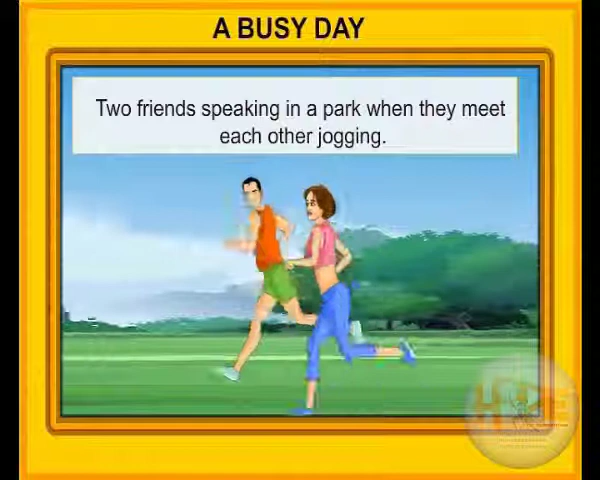 A BUSY DAY
Two friends speaking in a park when they meet
each other jogging.